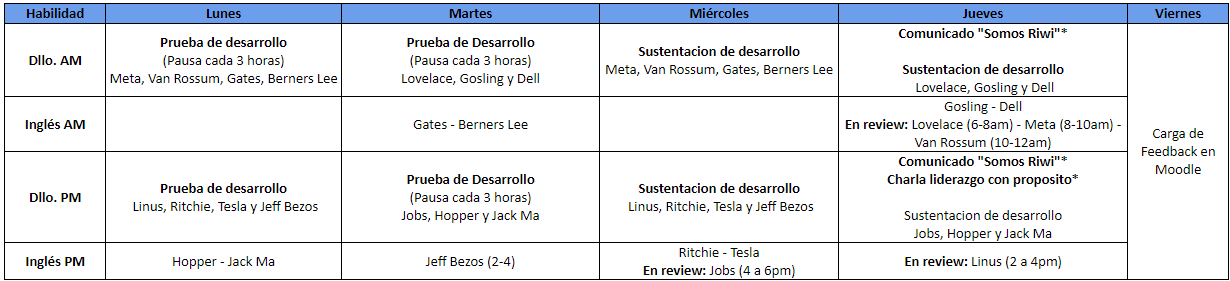 Habilidad Lunes Martes Miércoles Jueves Viernes
Dllo. AM
Prueba de desarrollo
(Pausa cada 3 horas)
Meta, Van Rossum, Gates, Berners Lee
Prueba de Desarrollo
(Pausa cada 3 horas)
Lovelace, Gosling y Dell
Sustentacion de desarrollo
Meta, Van Rossum, Gates, Berners Lee
Comunicado "Somos Riwi"*
Sustentacion de desarrollo
Lovelace, Gosling y Dell
Carga de
Feedback en
Moodle
Inglés AM
Gates - Berners Lee
Gosling - Dell
En review: Lovelace (6-8am) - Meta (8-10am) -
Van Rossum (10-12am)
Dllo. PM
Prueba de desarrollo
Linus, Ritchie, Tesla y Jeff Bezos
Prueba de Desarrollo
(Pausa cada 3 horas)
Jobs, Hopper y Jack Ma
Sustentacion de desarrollo
Linus, Ritchie, Tesla y Jeff Bezos
Comunicado "Somos Riwi"*
Charla liderazgo con proposito*
Sustentacion de desarrollo
Jobs, Hopper y Jack Ma
Inglés PM
Hopper - Jack Ma
Jeff Bezos (2-4)
Ritchie - Tesla
En review: Jobs (4 a 6pm)
En review: Linus (2 a 4pm)